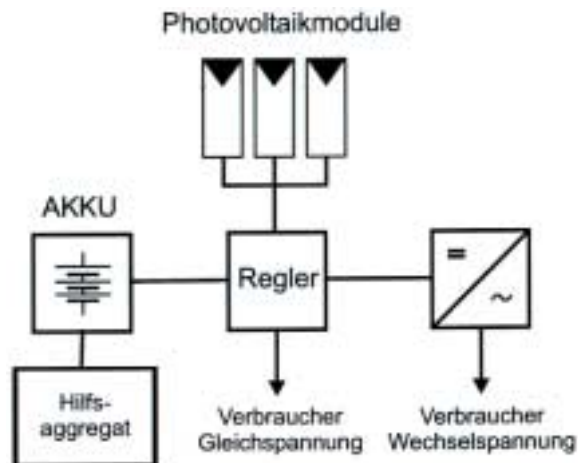 Photovoltaikmodule
AKKU
Regler
=
~
Hilfs-
aggregat
Verbraucher
Gleichspannung
Verbraucher
Wechselspannung